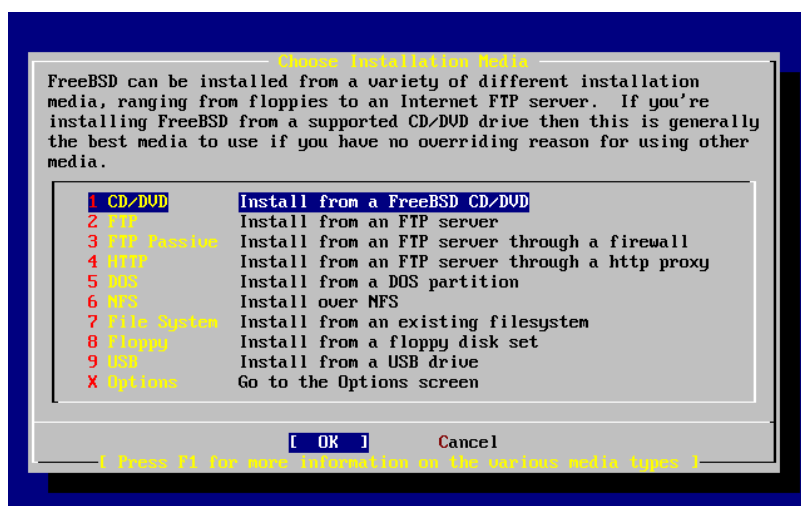 Choose Installation Media
FreeBSD can be installed from a variety of different installation
media, ranging from floppies to an Internet FTP server.  If you're
installing FreeBSD from a supported CD/DVD drive then this is generally
the best media to use if you have no overriding reason for using other
media.
1 CD/DVD Install from a FreeBSD CD/DVD
2 FTP Install from an FTP server
3 FTP Passive Install from an FTP server through a firewall
4 HTTP Install from an FTP server through a http proxy
5 DOS Install from a DOS partition
6 NFS Install over NFS
7 File System Install from an existing filesystem
8 Floppy Install from a floppy disk set
9 USB Install from a USB drive
X Options Go to the Options screen
[ OK ] Cancel
[ Press F1 for more information on the various media types ]